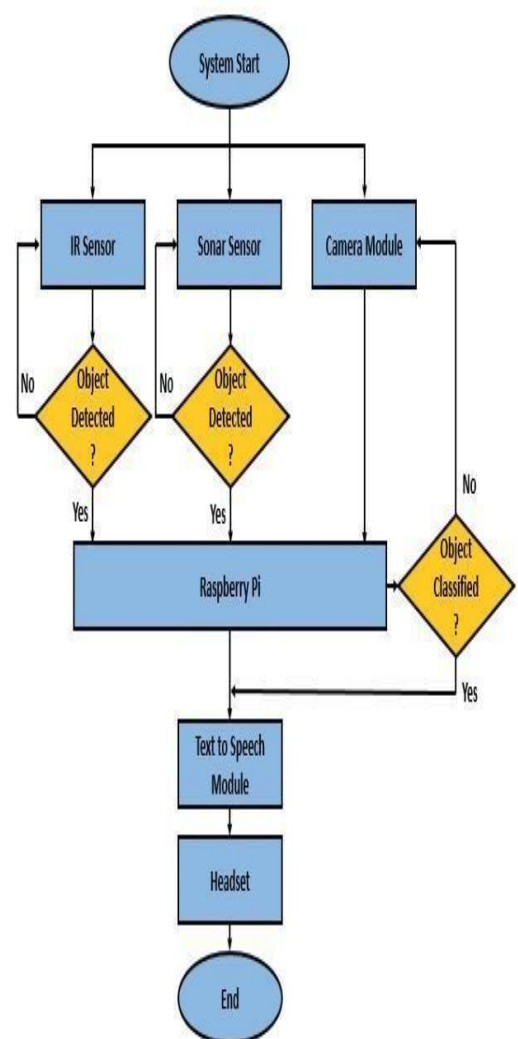 System Start
IR Sensor
Sonar Sensor
Camera Module
No
Object
Detected
?
No
Object
Detected
?
Yes
Yes
No
Object
Classified
?
Raspberry Pi
Yes
Text to Speech
Module
Headset
End